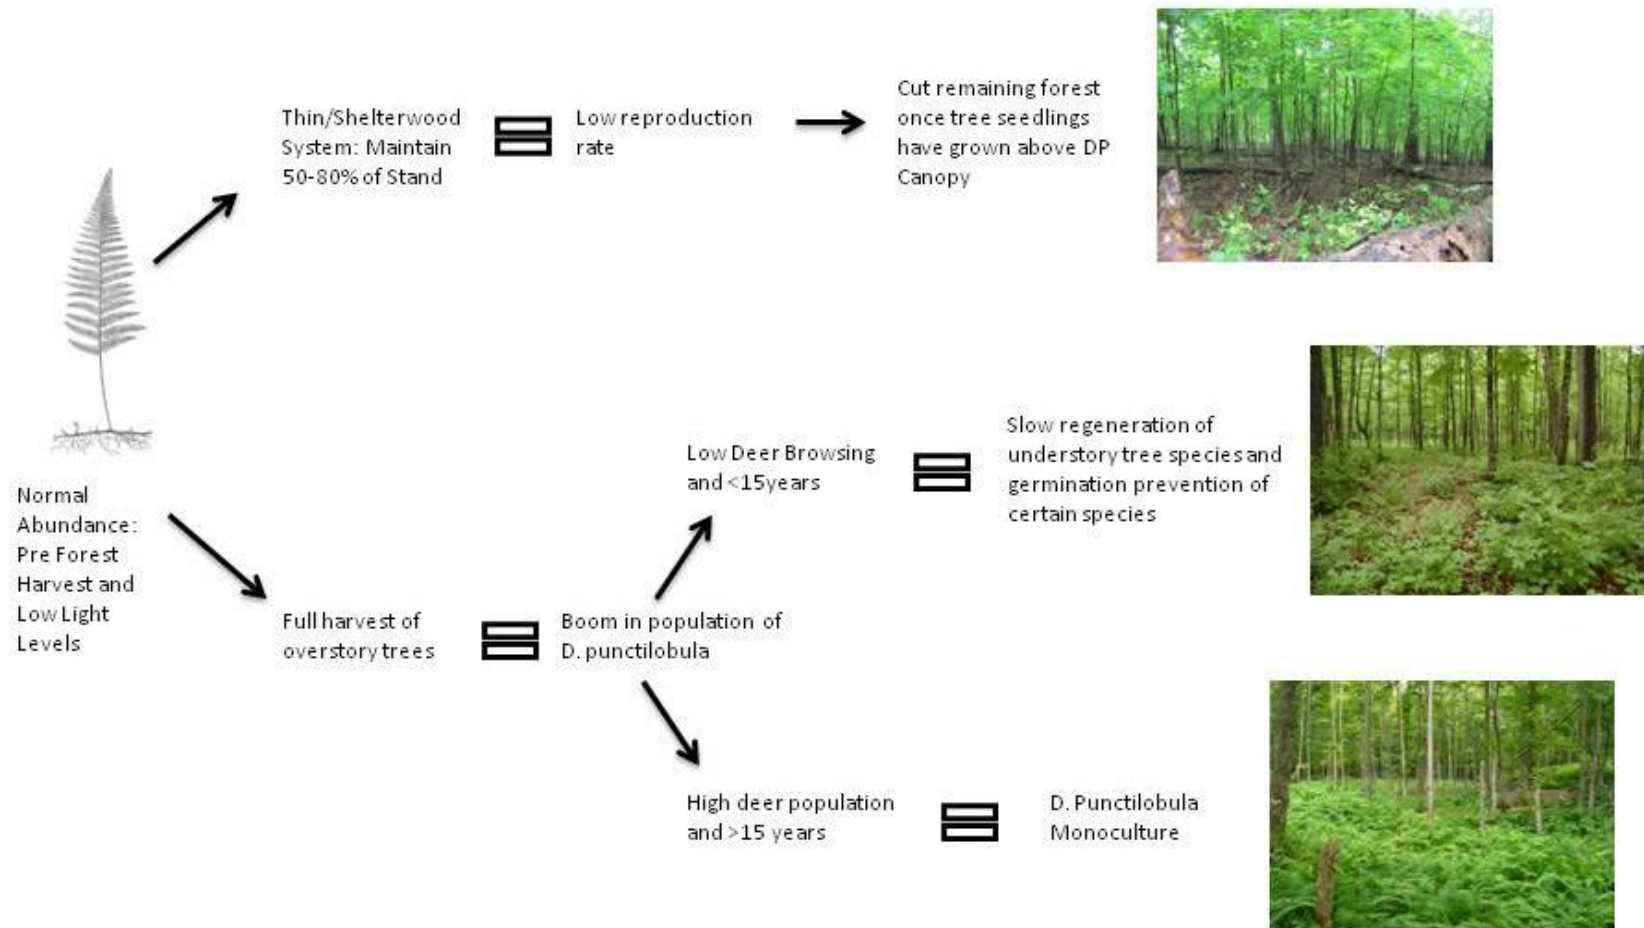 Thin/Shelterwood
System: Maintain
50-80% of Stand
Low reproduction
rate
Cut remaining forest
once tree seedlings
have grown above DP
Canopy
Normal
Abundance:
Pre Forest
Harvest and
Low Light
Levels
Low Deer Browsing
and <15years
Slow regeneration of
understory tree species and
germination prevention of
certain species
Full harvest of
overstory trees
Boom in population of
D. punctilobula
High deer population
and >15 years
D. Punctilobula
Monoculture